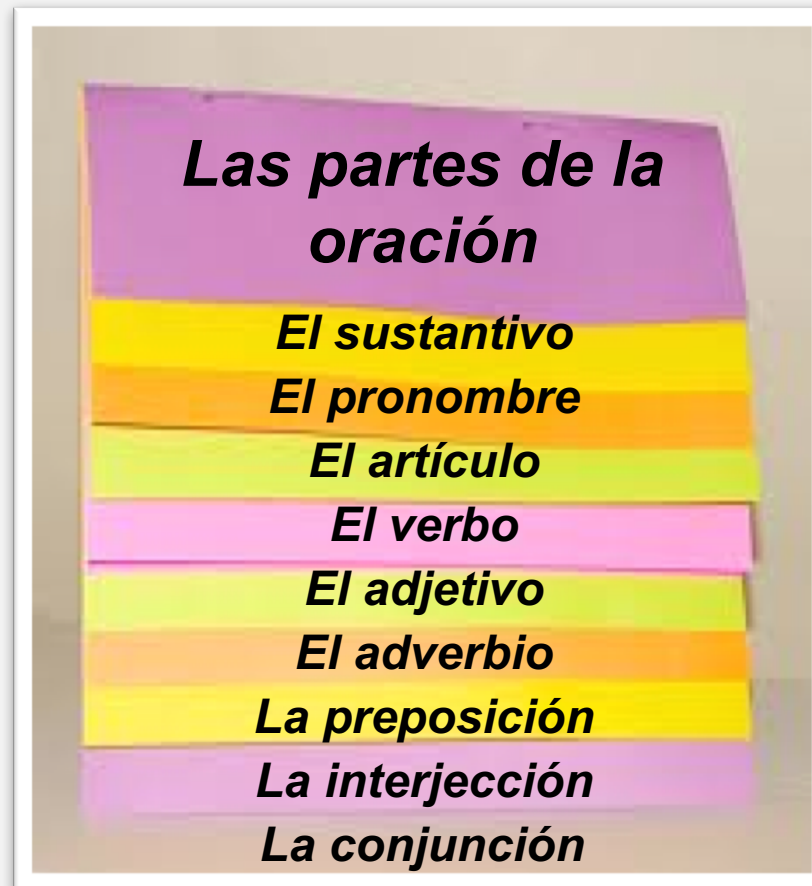 Las partes de la
oración
El sustantivo
El pronombre
El artículo
El verbo
El adjetivo
El adverbio
La preposición
La interjección
La conjunción